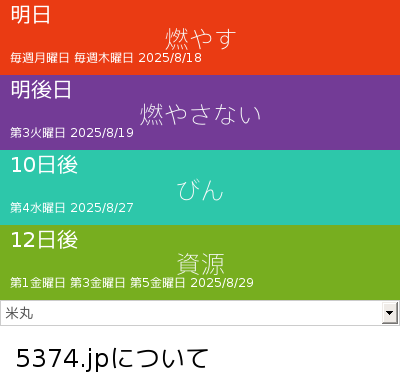 明日
燃やす
毎週月曜日 毎週木曜日 2025/8/18
明後日
燃やさない
第3火曜日 2025/8/19
10日後
びん
第4水曜日 2025/8/27
12日後
資源
第1金曜日 第3金曜日 第5金曜日 2025/8/29
米丸
5374.jpについて